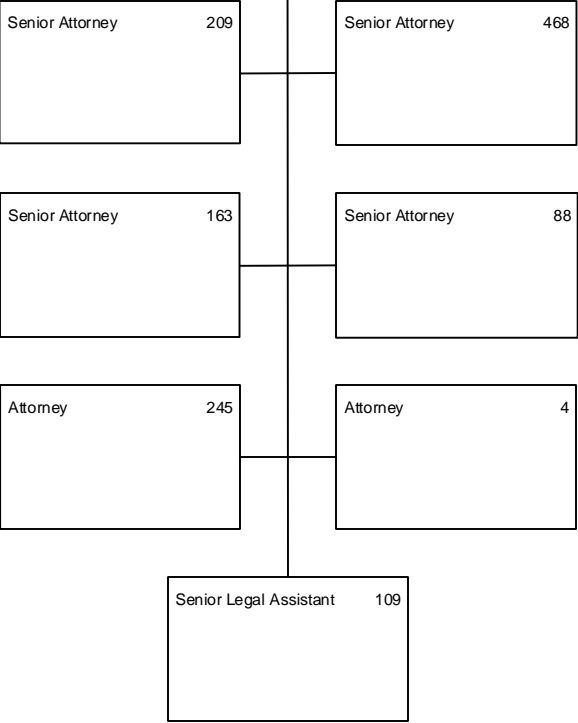 Senior Attorney 209
Senior Attorney 468
Senior Attorney 163
Senior Attorney 88
Attorney 245
Attorney 4
Senior Legal Assistant 109